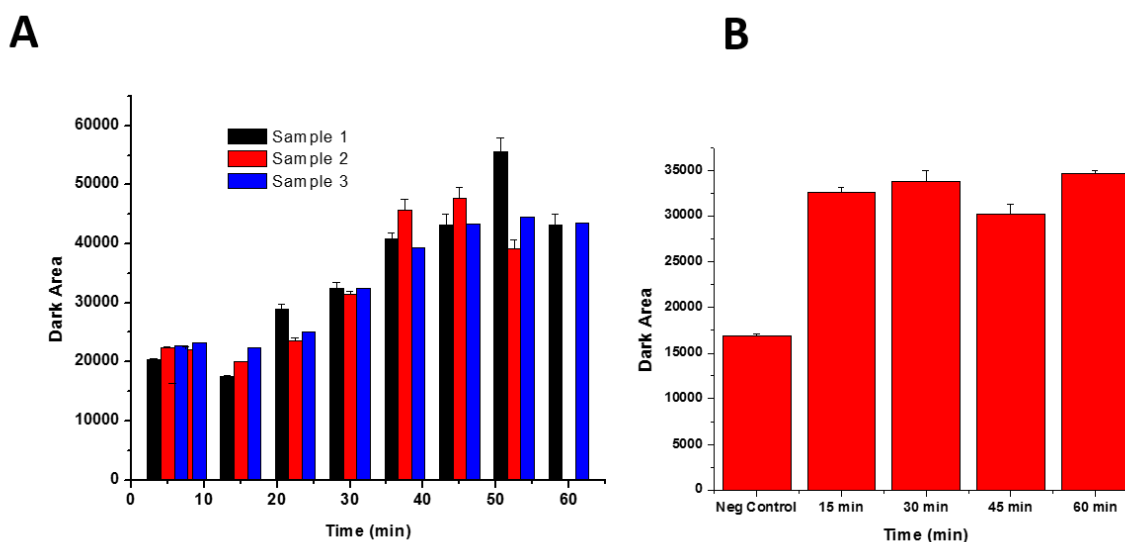 A
B
Sample 1
Sample 2
Sample 3
60000
50000
40000
30000
20000
10000
0
Dark Area
0 10 20 30 40 50 60
Time (min)
35000
30000
25000
20000
15000
10000
5000
0
Dark Area
Neg Control 15 min 30 min 45 min 60 min
Time (min)